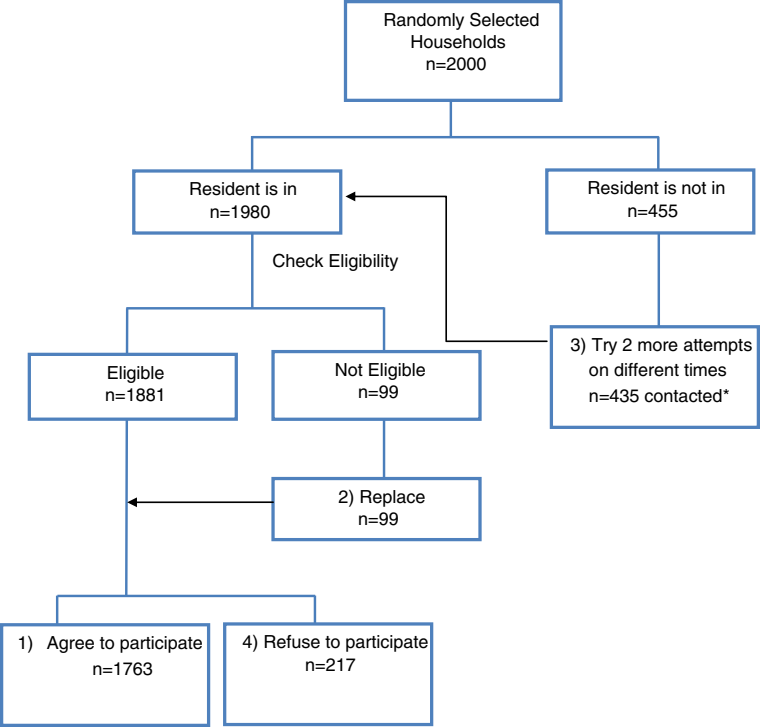 Randomly Selected
Households
n=2000
Resident is in
n=1980
Resident is not in
n=455
Check Eligibility
3) Try 2 more attempts
on different times
n=435 contacted*
Eligible
n=1881
Not Eligible
n=99
2) Replace
n=99
1) Agree to participate
n=1763
4) Refuse to participate
n=217